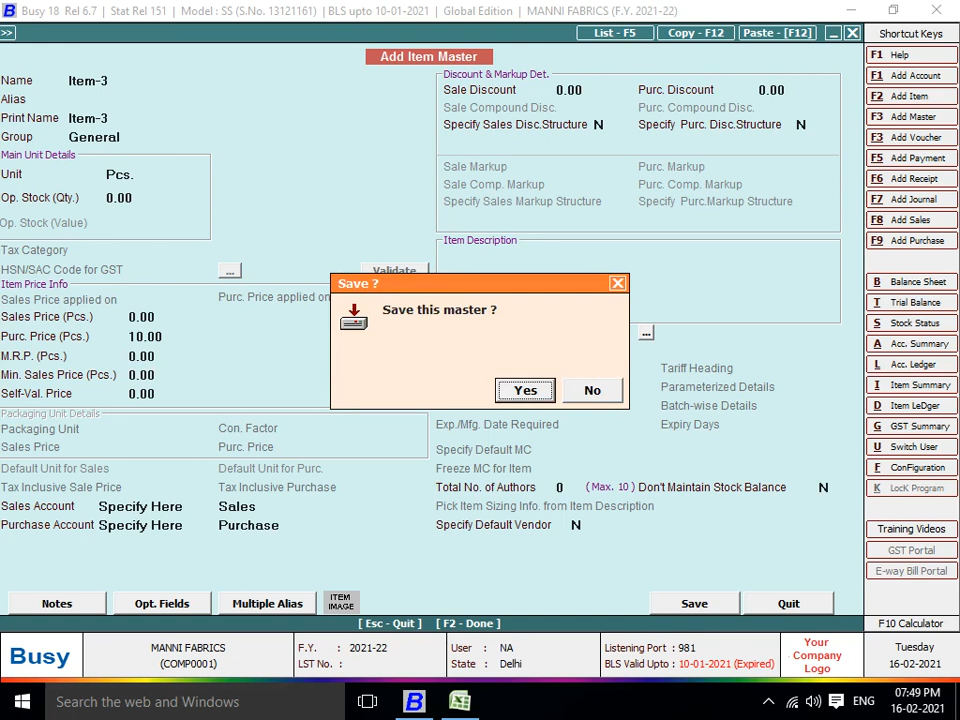 Busy 18 Rel 6.7 | Stat Rel 151 | Model : SS (S.No. 13121161) | BLS upto 10-01-2021 | Global Edition | MANNI FABRICS (F.Y. 2021-22)
>> List - F5 Copy - F12 Paste - [F12]
Add Item Master
Name Item-3
Alias
Print Name Item-3
Group General
Main Unit Details
Unit Pcs.
Op. Stock (Qty.) 0.00
Op. Stock (Value)
Tax Category
HSN/SAC Code for GST ... Validate
Item Price Info
Sales Price applied on Purc. Price applied on
Sales Price (Pcs.) 0.00
Purc. Price (Pcs.) 10.00
M.R.P. (Pcs.) 0.00
Min. Sales Price (Pcs.) 0.00
Self-Val. Price 0.00
Packaging Unit Details
Packaging Unit Con. Factor
Sales Price Purc. Price
Default Unit for Sales Default Unit for Purc.
Tax Inclusive Sale Price Tax Inclusive Purchase
Sales Account Specify Here Sales
Purchase Account Specify Here Purchase
Discount & Markup Det.
Sale Discount 0.00 Purc. Discount 0.00
Sale Compound Disc. Purc. Compound Disc.
Specify Sales Disc.Structure N Specify Purc. Disc.Structure N
Sale Markup Purc. Markup
Sale Comp. Markup Purc. Comp. Markup
Specify Sales Markup Structure Specify Purc.Markup Structure
Item Description
...
Save ?
Save this master ?
Yes No
Tariff Heading
Parameterized Details
Batch-wise Details
Exp./Mfg. Date Required Expiry Days
Specify Default MC
Freeze MC for Item
Total No. of Authors 0 (Max. 10) Don't Maintain Stock Balance N
Pick Item Sizing Info. from Item Description
Specify Default Vendor N
Notes Opt. Fields Multiple Alias ITEM IMAGE Save Quit
[ Esc - Quit ] [ F2 - Done ]
Shortcut Keys
F1 Help
F1 Add Account
F2 Add Item
F3 Add Master
F3 Add Voucher
F5 Add Payment
F6 Add Receipt
F7 Add Journal
F8 Add Sales
F9 Add Purchase
B Balance Sheet
T Trial Balance
S Stock Status
A Acc. Summary
L Acc. Ledger
I Item Summary
D Item LeDger
G GST Summary
U Switch User
F ConFiguration
K LocK Program
Training Videos
GST Portal
E-way Bill Portal
F10 Calculator
Busy
MANNI FABRICS
(COMP0001)
F.Y. : 2021-22
LST No. :
User : NA
State : Delhi
Listening Port : 981
BLS Valid Upto : 10-01-2021 (Expired)
Your
Company
Logo
Tuesday
16-02-2021
Search the web and Windows
ENG
07:49 PM
16-02-2021